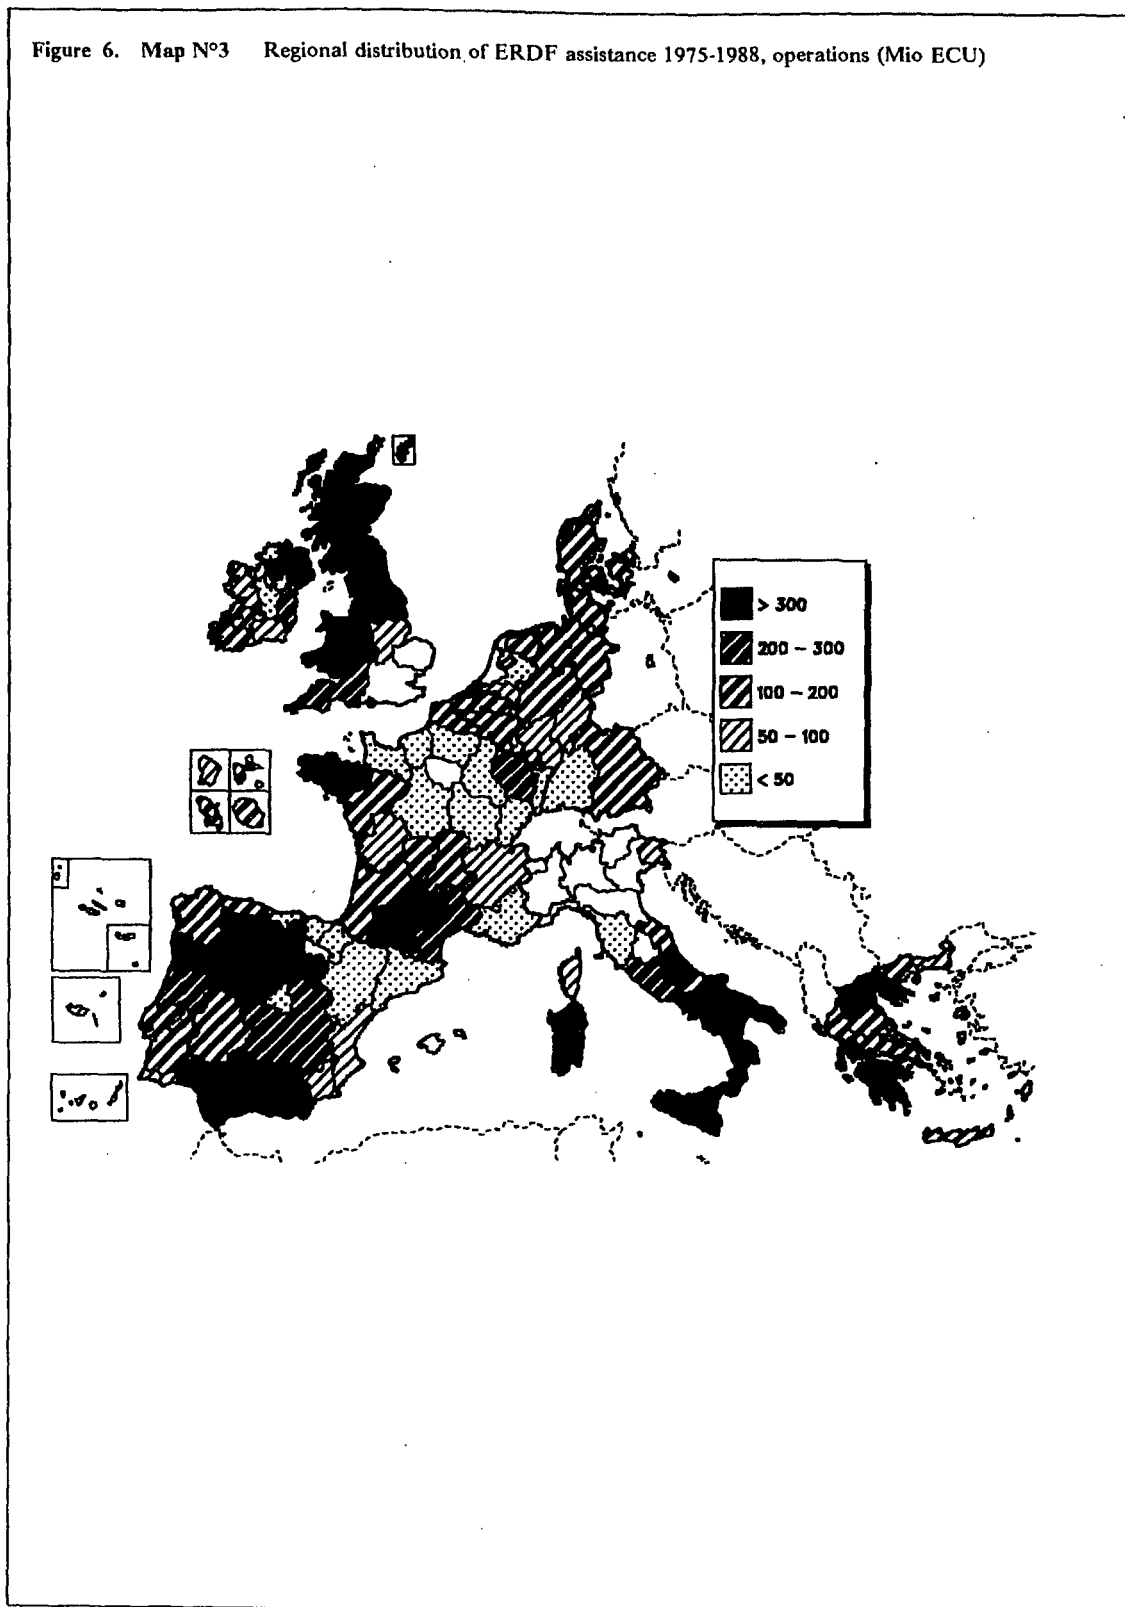 Figure 6. Map N°3 Regional distribution of ERDF assistance 1975-1988, operations (Mio ECU)
> 300
200 – 300
100 – 200
50 – 100
< 50